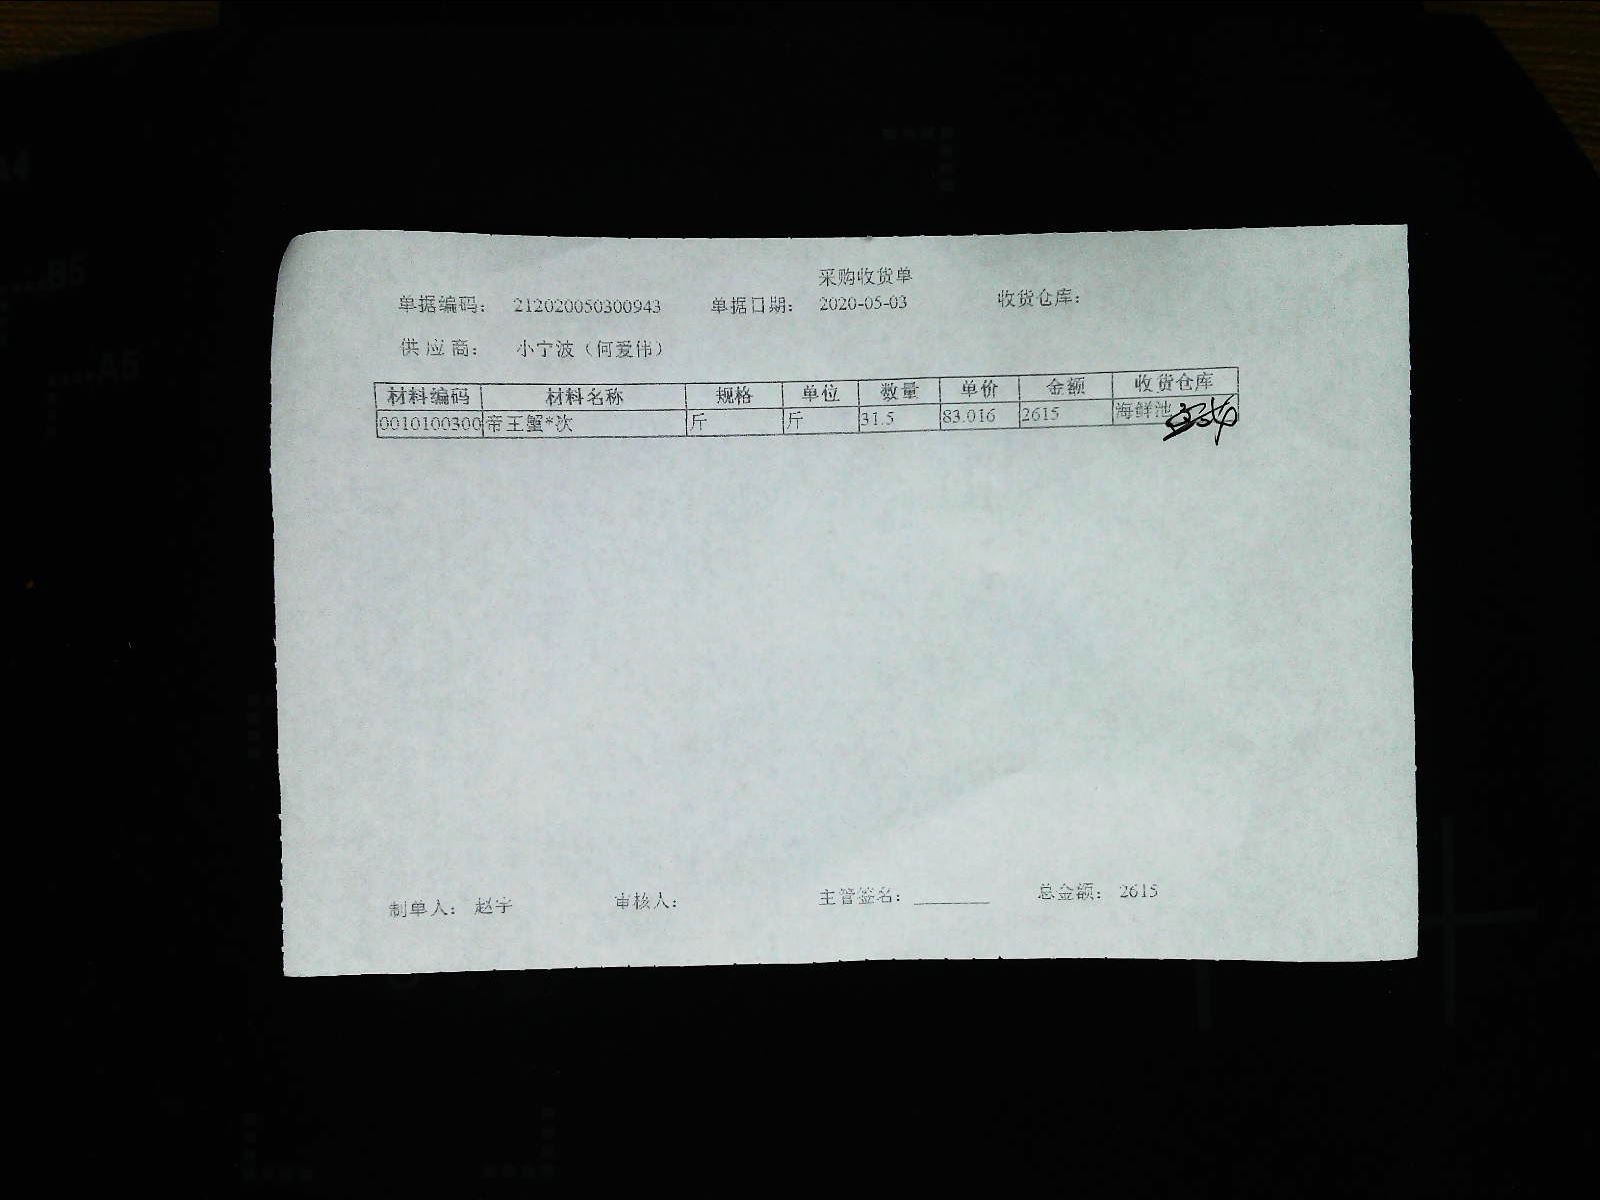 采购收货单
单据编码: 212020050300943 单据日期: 2020-05-03 收货仓库:
供应商: 小宁波（何爱伟）
材料编码 材料名称 规格 单位 数量 单价 金额 收货仓库
0010100300 帝王蟹*次 斤 斤 31.5 83.016 2615 海鲜池
制单人: 赵宇 审核人: 主管签名: 总金额: 2615
B5
A5